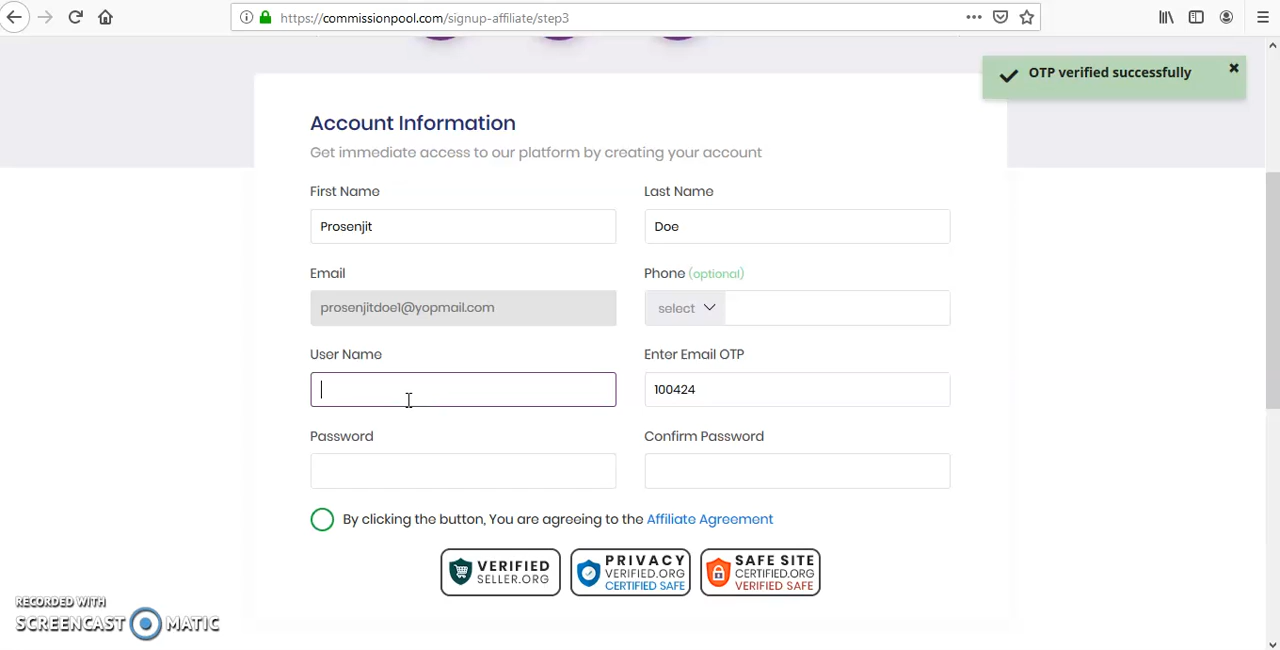 https://commissionpool.com/signup-affiliate/step3
OTP verified successfully
Account Information
Get immediate access to our platform by creating your account
First Name
Last Name
Prosenjit
Doe
Email
Phone (optional)
prosenjitdoe1@yopmail.com
select
User Name
Enter Email OTP
100424
Password
Confirm Password
By clicking the button, You are agreeing to the Affiliate Agreement
VERIFIED
SELLER.ORG
PRIVACY
VERIFIED.ORG
CERTIFIED SAFE
SAFE SITE
CERTIFIED.ORG
VERIFIED SAFE
RECORDED WITH
SCREENCAST MATIC